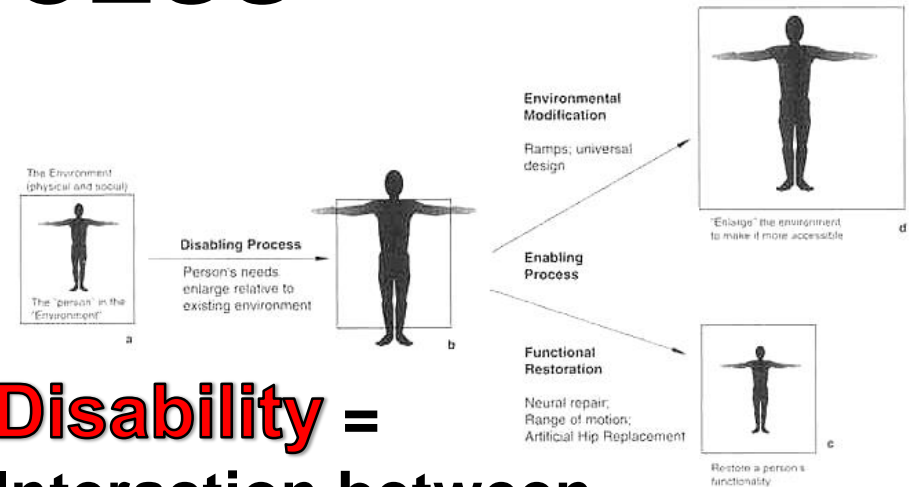 The Environment
(physical and social)
The "person" in the
"Environment"
a
Disabling Process
Person's needs
enlarge relative to
existing environment
b
Environmental
Modification
Ramps; universal
design
"Enlarge" the environment
to make it more accessible
d
Enabling
Process
Functional
Restoration
Neural repair;
Range of motion;
Artificial Hip Replacement
c
Restore a person's
functionality
Disability =
Interaction between